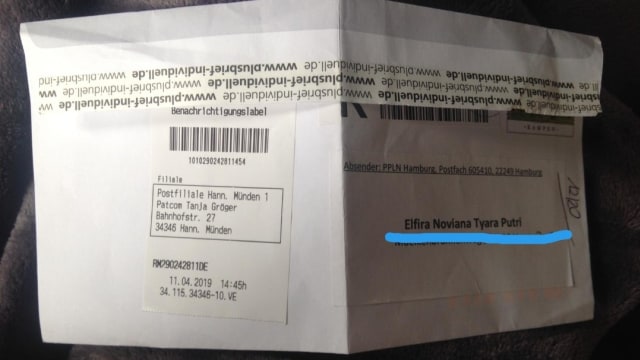 www.plusbrief-individuell.de www.plusbrief-individuell.de www.plusbrief-individuell.de
Benachrichtigungslabel
1010290242811454
Filiale
Postfiliale Hann. Münden 1
Patcom Tanja Gröger
Bahnhofstr. 27
34346 Hann. Münden
RM290242811DE
11.04.2019 14:45h
34.115.34346-10.VE
R
Absender: PPLN Hamburg, Postfach 605410, 22249 Hamburg
Elfira Noviana Tyara Putri